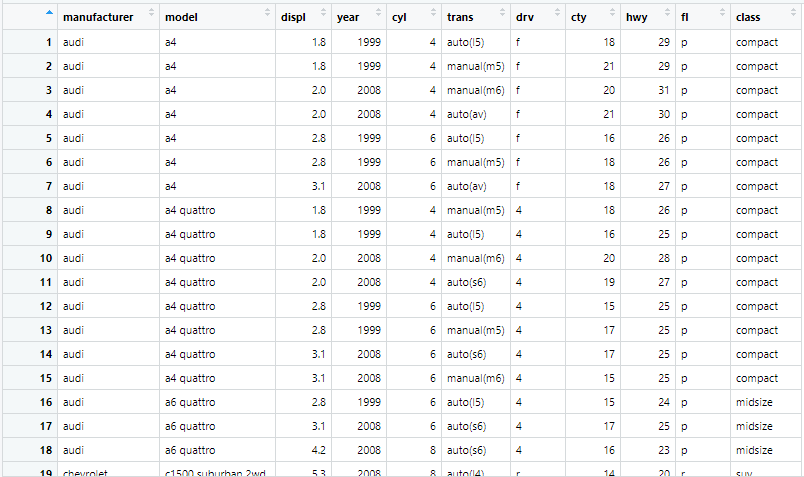 manufacturer model displ year cyl trans drv cty hwy fl class
1 audi a4 1.8 1999 4 auto(l5) f 18 29 p compact
2 audi a4 1.8 1999 4 manual(m5) f 21 29 p compact
3 audi a4 2.0 2008 4 manual(m6) f 20 31 p compact
4 audi a4 2.0 2008 4 auto(av) f 21 30 p compact
5 audi a4 2.8 1999 6 auto(l5) f 16 26 p compact
6 audi a4 2.8 1999 6 manual(m5) f 18 26 p compact
7 audi a4 3.1 2008 6 auto(av) f 18 27 p compact
8 audi a4 quattro 1.8 1999 4 manual(m5) 4 18 26 p compact
9 audi a4 quattro 1.8 1999 4 auto(l5) 4 16 25 p compact
10 audi a4 quattro 2.0 2008 4 manual(m6) 4 20 28 p compact
11 audi a4 quattro 2.0 2008 4 auto(s6) 4 19 27 p compact
12 audi a4 quattro 2.8 1999 6 auto(l5) 4 15 25 p compact
13 audi a4 quattro 2.8 1999 6 manual(m5) 4 17 25 p compact
14 audi a4 quattro 3.1 2008 6 auto(s6) 4 17 25 p compact
15 audi a4 quattro 3.1 2008 6 manual(m6) 4 15 25 p compact
16 audi a6 quattro 2.8 1999 6 auto(l5) 4 15 24 p midsize
17 audi a6 quattro 3.1 2008 6 auto(s6) 4 17 25 p midsize
18 audi a6 quattro 4.2 2008 8 auto(s6) 4 16 23 p midsize
19 chevrolet c1500 suburban 2wd 5.3 2008 8 auto(l4) r 14 20 r suv